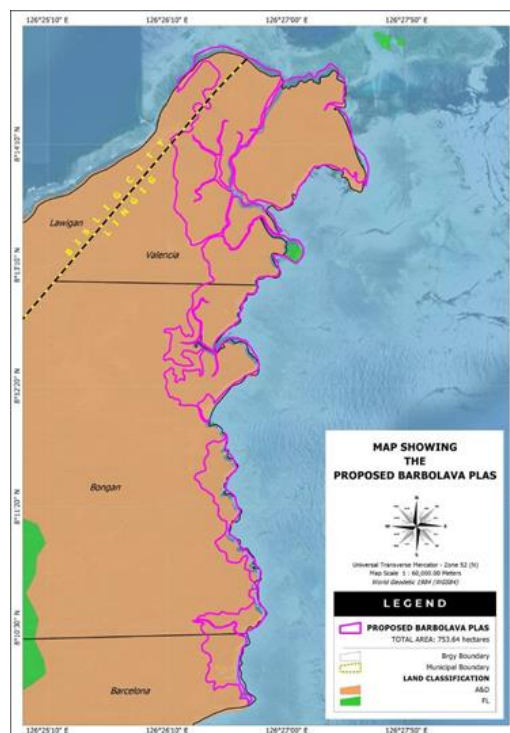 126°25'10" E 126°26'10" E 126°27'00" E 126°27'50" E
8°14'10" N
8°13'10" N
8°12'20" N
8°11'20" N
8°10'30" N
BISLIG CITY
LINGIG
Lawigan
Valencia
Bongan
Barcelona
MAP SHOWING
THE
PROPOSED BARBOLAVA PLAS
N
W E
S
Universal Transverse Mercator - Zone 52 (N)
Map Scale 1 : 60,000.00 Meters
World Geodetic 1984 (WGS84)
LEGEND
PROPOSED BARBOLAVA PLAS
TOTAL AREA: 753.64 hectares
Brgy Boundary
Municipal Boundary
LAND CLASSIFICATION
A&D
FL
126°25'10" E 126°26'10" E 126°27'00" E 126°27'50" E